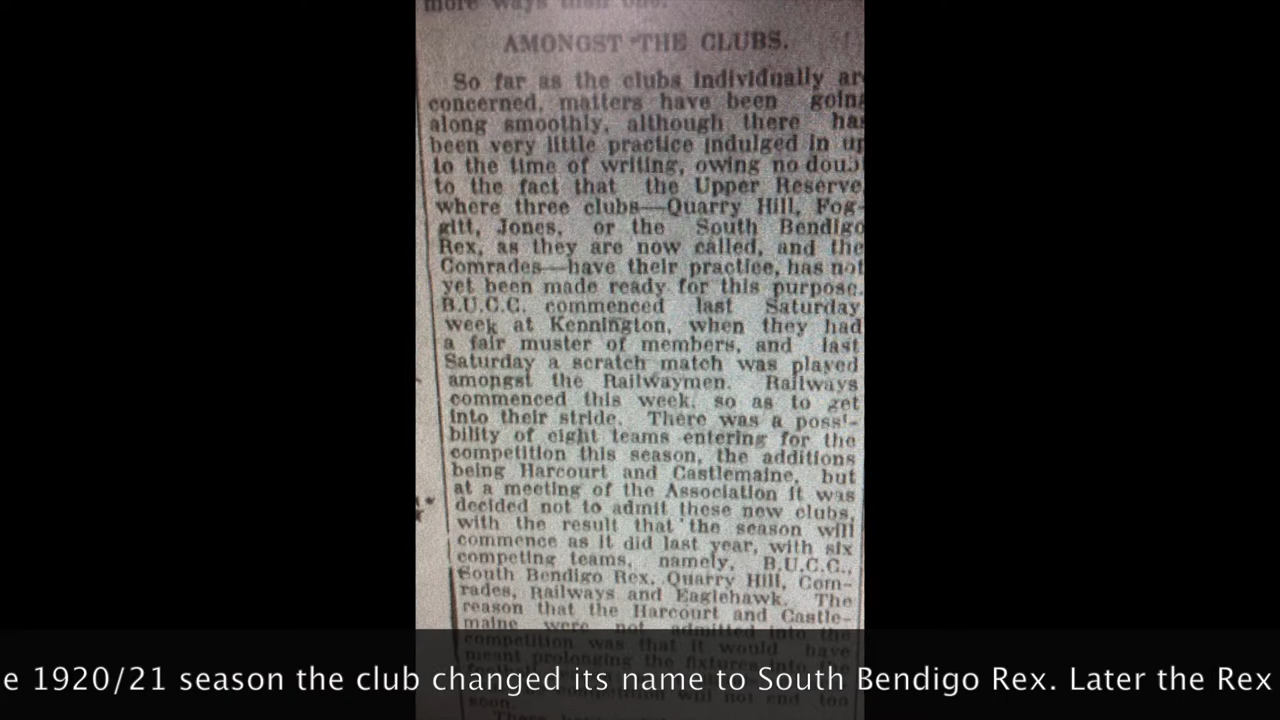 more ways than one.
AMONGST THE CLUBS.
So far as the clubs individually ar
concerned, matters have been goin
along smoothly, although there has
been very little practice indulged in up
to the time of writing, owing no doub
to the fact that the Upper Reserve
where three clubs—Quarry Hill, Fog-
gitt, Jones, or the South Bendigo
Rex, as they are now called, and the
Comrades—have their practice, has not
yet been made ready for this purpose.
B.U.C.C. commenced last Saturday
week at Kennington, when they had
a fair muster of members, and last
Saturday a scratch match was played
amongst the Railwaymen. Railways
commenced this week, so as to get
into their stride. There was a possi-
bility of eight teams entering for the
competition this season, the additions
being Harcourt and Castlemaine, but
at a meeting of the Association it was
decided not to admit these new clubs,
with the result that the season will
commence as it did last year, with six
competing teams, namely, B.U.C.C.,
South Bendigo Rex, Quarry Hill, Com-
rades, Railways and Eaglehawk. The
reason that the Harcourt and Castle-
maine were not admitted into the
competition was that it would have
meant prolonging the fixtures into the
will not end too
soon.
e 1920/21 season the club changed its name to South Bendigo Rex. Later the Rex